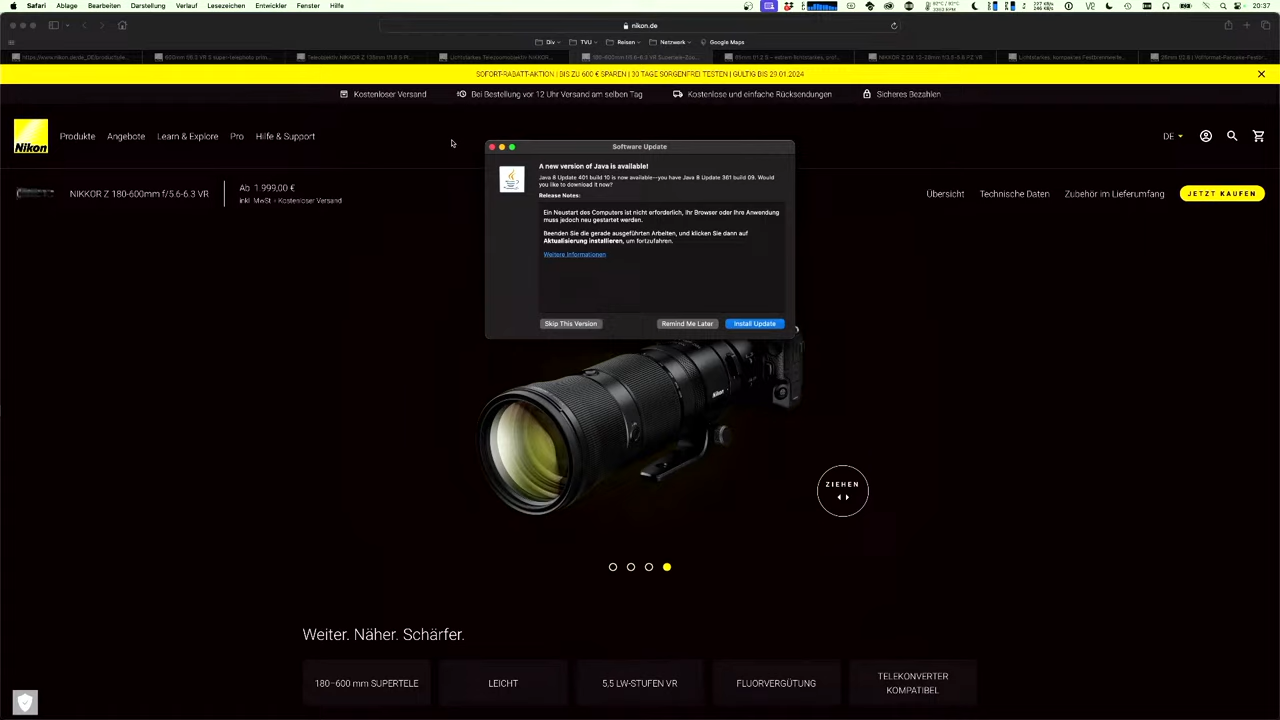 Safari Ablage Bearbeiten Darstellung Verlauf Lesezeichen Entwickler Fenster Hilfe
V2 20:37
nikon.de
Div TVU Reisen Netzwerk Google Maps
SOFORT-RABATT-AKTION | BIS ZU 600 € SPAREN | 30 TAGE SORGENFREI TESTEN | GÜLTIG BIS 29.01.2024
Kostenloser Versand Bei Bestellung vor 12 Uhr Versand am selben Tag Kostenlose und einfache Rücksendungen Sicheres Bezahlen
Nikon Produkte Angebote Learn & Explore Pro Hilfe & Support DE
NIKKOR Z 180-600mm f/5.6-6.3 VR
Ab 1.999,00 €
inkl. MwSt. + Kostenloser Versand
Übersicht Technische Daten Zubehör im Lieferumfang JETZT KAUFEN
Software Update
A new version of Java is available!
Java 8 Update 401 build 10 is now available--you have Java 8 Update 361 build 09. Would
you like to download it now?
Release Notes:
Ein Neustart des Computers ist nicht erforderlich, Ihr Browser oder Ihre Anwendung
muss jedoch neu gestartet werden.
Beenden Sie die gerade ausgeführten Arbeiten, und klicken Sie dann auf
Aktualisierung installieren, um fortzufahren.
Weitere Informationen
Skip This Version Remind Me Later Install Update
Nikon
ZIEHEN
Weiter. Näher. Schärfer.
180–600 mm SUPERTELE LEICHT 5,5 LW-STUFEN VR FLUORVERGÜTUNG
TELEKONVERTER
KOMPATIBEL